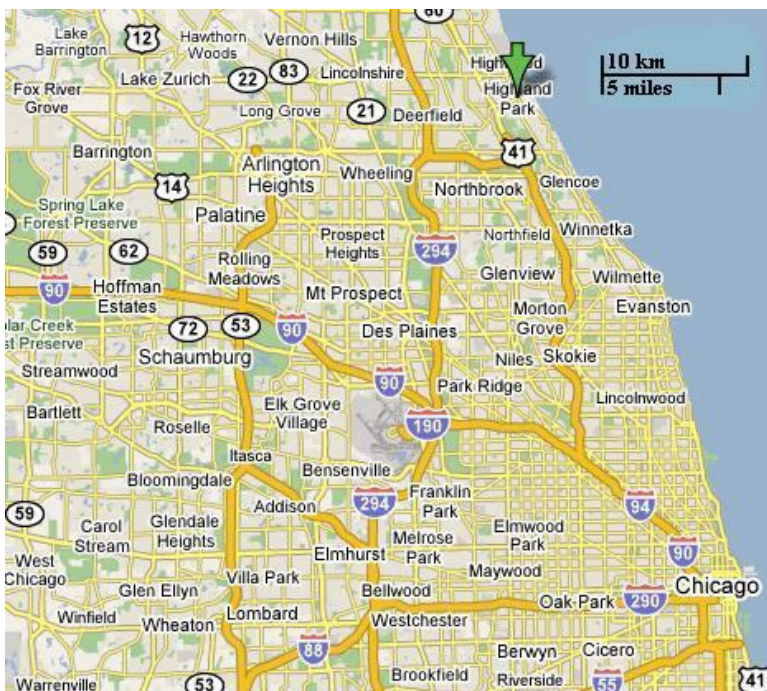 60
Lake
Barrington
12
Hawthorn
Woods
Vernon Hills
Highland
10 km
5 miles
Lake Zurich
22
83
Lincolnshire
Highland
Park
Fox River
Grove
Long Grove
21
Deerfield
Barrington
Arlington
Heights
Wheeling
41
14
Northbrook
Glencoe
Spring Lake
Forest Preserve
Palatine
Prospect
Heights
294
Northfield
Winnetka
59
62
Rolling
Meadows
Glenview
Wilmette
90
Hoffman
Estates
Mt Prospect
Morton
Grove
Evanston
72
53
90
Des Plaines
Creek
Preserve
Schaumburg
Niles
Skokie
Streamwood
90
Park Ridge
Lincolnwood
Bartlett
Roselle
Elk Grove
Village
190
Itasca
Bensenville
Bloomingdale
294
Franklin
Park
94
59
Addison
Carol
Stream
Glendale
Heights
Elmwood
Park
Melrose
Park
90
West
Chicago
Elmhurst
Maywood
Glen Ellyn
Villa Park
Bellwood
Oak Park
290
Chicago
Winfield
Wheaton
Lombard
Westchester
88
Berwyn
Cicero
Warrenville
53
Brookfield
Riverside
55
41